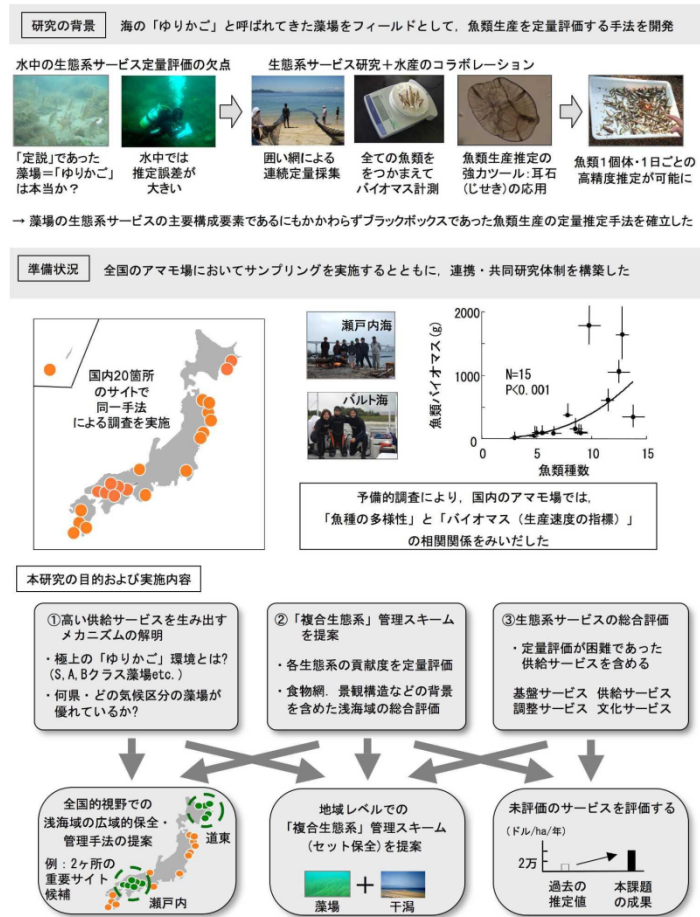 研究の背景
海の「ゆりかご」と呼ばれてきた藻場をフィールドとして，魚類生産を定量評価する手法を開発
水中の生態系サービス定量評価の欠点
生態系サービス研究＋水産のコラボレーション
「定説」であった
藻場＝「ゆりかご」
は本当か？
水中では
推定誤差が
大きい
囲い網による
連続定量採集
全ての魚類を
をつかまえて
バイオマス計測
魚類生産推定の
強力ツール：耳石
(じせき)の応用
魚類1個体・1日ごとの
高精度推定が可能に
→ 藻場の生態系サービスの主要構成要素であるにもかかわらずブラックボックスであった魚類生産の定量推定手法を確立した
準備状況
全国のアマモ場においてサンプリングを実施するとともに，連携・共同研究体制を構築した
国内20箇所
のサイトで
同一手法
による調査を実施
瀬戸内海
バルト海
魚類バイオマス(g)
2000
1000
0
N=15
P<0.001
0 5 10 15
魚類種数
予備的調査により，国内のアマモ場では，
「魚種の多様性」と「バイオマス（生産速度の指標）」
の相関関係をみいだした
本研究の目的および実施内容
①高い供給サービスを生み出す
メカニズムの解明
・極上の「ゆりかご」環境とは？
(S,A,Bクラス藻場etc.)
・何県・どの気候区分の藻場が
優れているか？
②「複合生態系」管理スキーム
を提案
・各生態系の貢献度を定量評価
・食物網．景観構造などの背景
を含めた浅海域の総合評価
③生態系サービスの総合評価
・定量評価が困難であった
供給サービスを含める
基盤サービス 供給サービス
調整サービス 文化サービス
全国的視野での
浅海域の広域的保全・
管理手法の提案
道東
例：2ヶ所の
重要サイト
候補
瀬戸内
地域レベルでの
「複合生態系」管理スキーム
（セット保全）を提案
＋
藻場
干潟
未評価のサービスを評価する
(ドル/ha/年)
2万
過去の
推定値
本課題
の成果